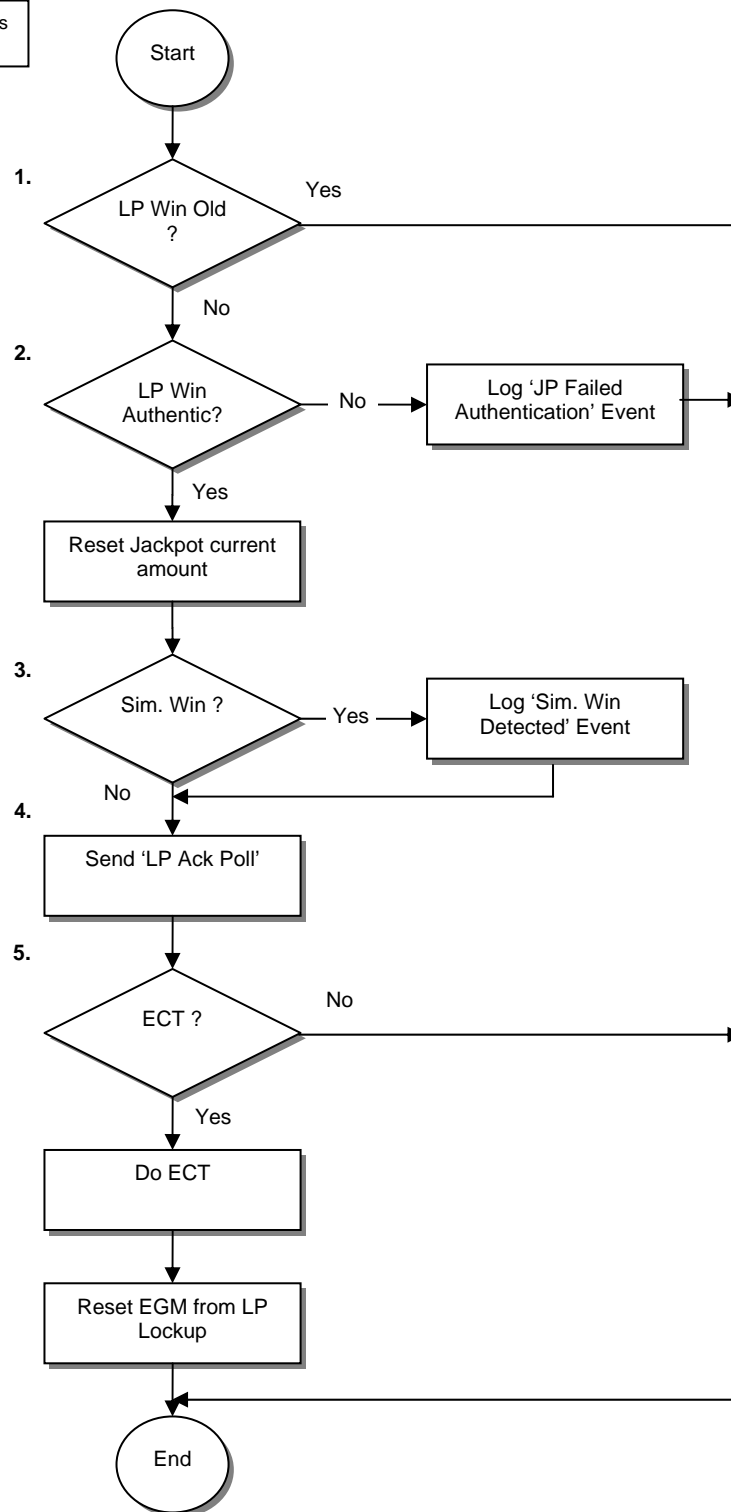 s
Start
1.
Yes
LP Win Old
?
No
2.
LP Win
Authentic?
No
Log ‘JP Failed
Authentication’ Event
Yes
Reset Jackpot current
amount
3.
Sim. Win ?
Yes
Log ‘Sim. Win
Detected’ Event
No
4.
Send ‘LP Ack Poll’
5.
ECT ?
No
Yes
Do ECT
Reset EGM from LP
Lockup
End